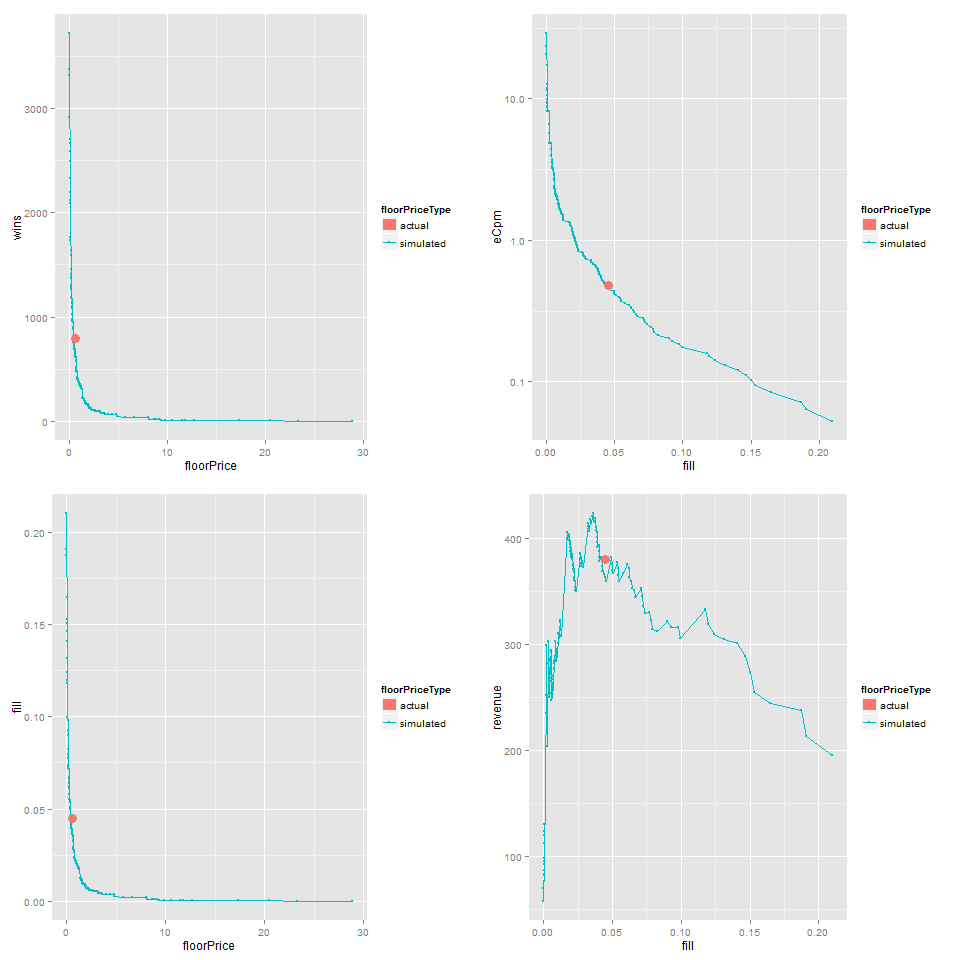 wins
3000
2000
1000
0
0
10
20
30
floorPrice
floorPriceType
actual
simulated
eCpm
10.0
1.0
0.1
0.00
0.05
0.10
0.15
0.20
fill
floorPriceType
actual
simulated
fill
0.20
0.15
0.10
0.05
0.00
0
10
20
30
floorPrice
floorPriceType
actual
simulated
revenue
400
300
200
100
0.00
0.05
0.10
0.15
0.20
fill
floorPriceType
actual
simulated